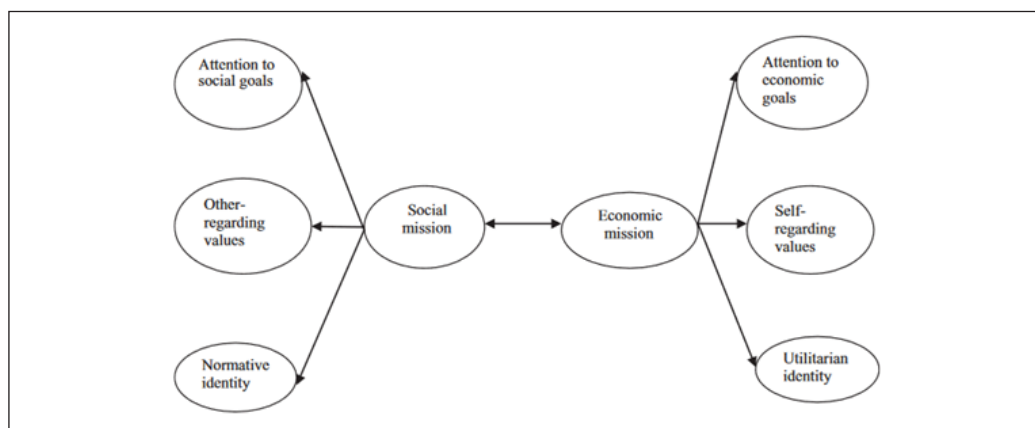 Attention to
social goals
Attention to
economic
goals
Other-
regarding
values
Social
mission
Economic
mission
Self-
regarding
values
Normative
identity
Utilitarian
identity